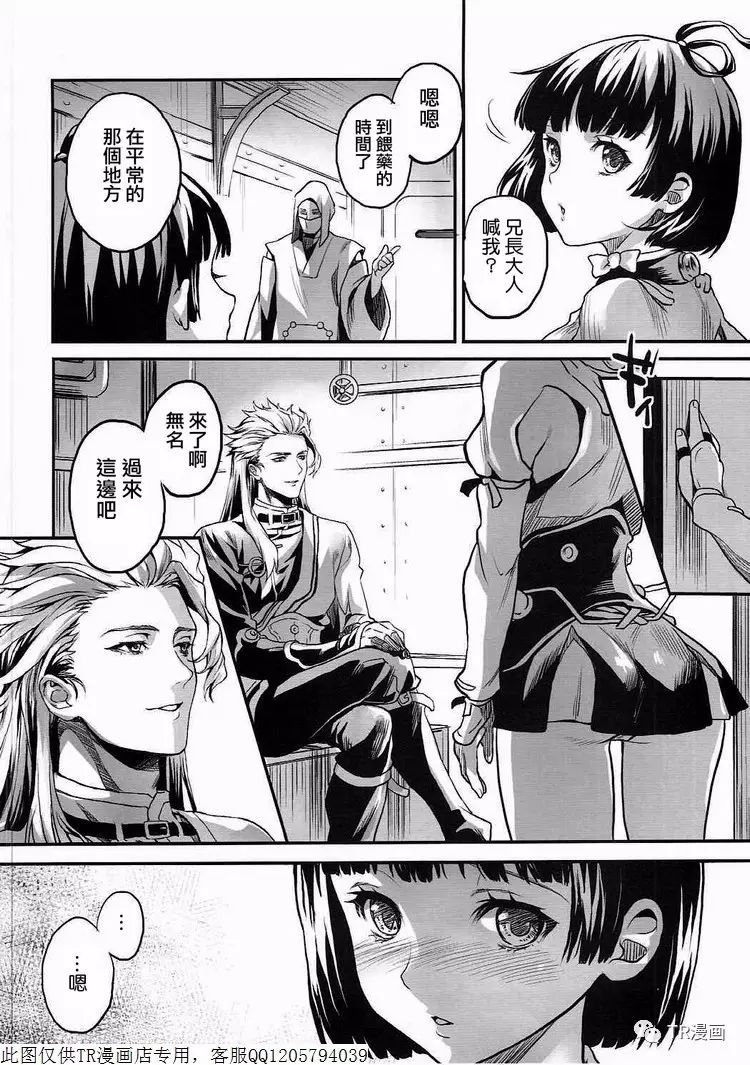 兄長大人
喊我？
嗯嗯
到餵藥的
時間了
在平常的
那個地方
ギィ
來了啊
無名
過來
這邊吧
…
…
嗯
TR漫画
此图仅供TR漫画店专用，客服QQ1205794039